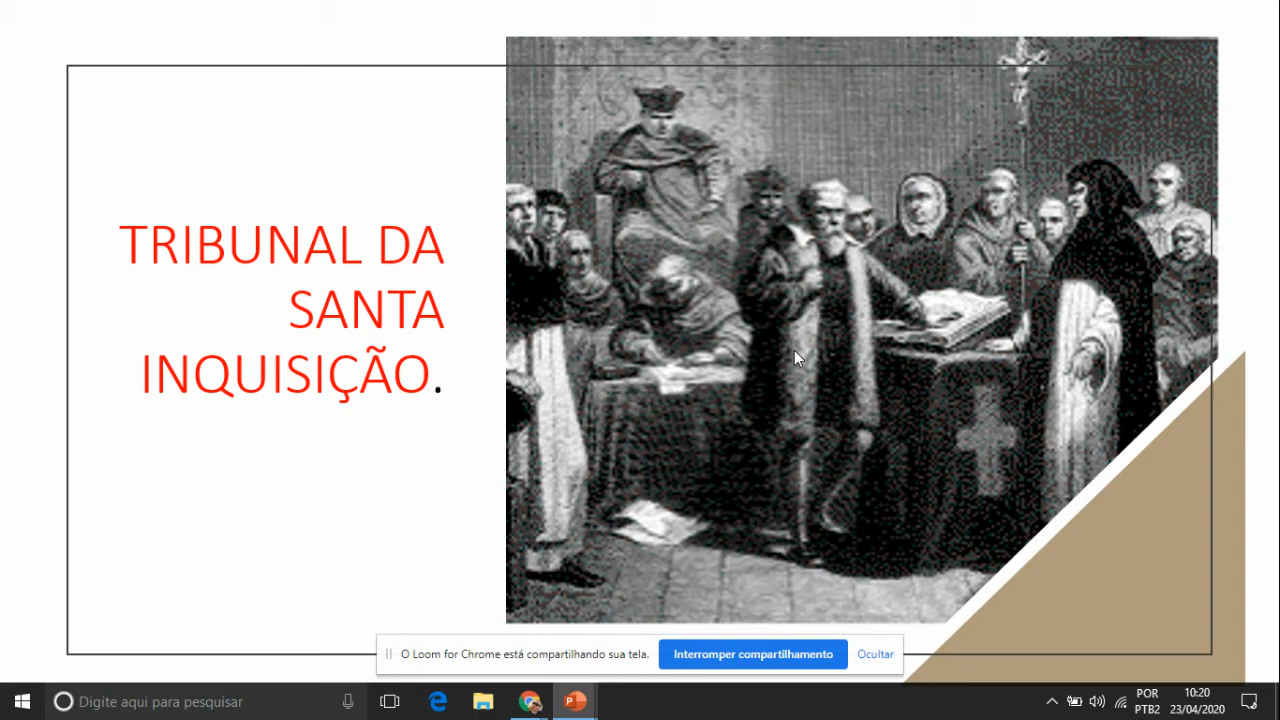 TRIBUNAL DA
SANTA
INQUISIÇÃO.
O Loom for Chrome está compartilhando sua tela.
Interromper compartilhamento
Ocultar
Digite aqui para pesquisar
POR
PTB2
10:20
23/04/2020